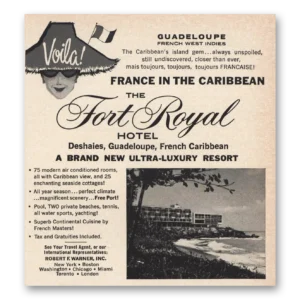 Voilà!
GUADELOUPE
FRENCH WEST INDIES
The Caribbean's island gem...always unspoiled,
still undiscovered, closer than ever,
mais toujours, toujours, toujours FRANCAISE!
FRANCE IN THE CARIBBEAN
THE
Fort Royal
HOTEL
Deshaies, Guadeloupe, French Caribbean
A BRAND NEW ULTRA-LUXURY RESORT
• 75 modern air conditioned rooms,
all with Caribbean view, and 25
enchanting seaside cottages!
• All year season...perfect climate
...magnificent scenery...Free Port!
• Pool, TWO private beaches, tennis,
all water sports, yachting!
• Superb Continental Cuisine by
French Masters!
• Tax and Gratuities Included.
See Your Travel Agent, or our
International Representatives:
ROBERT F. WARNER, INC.
New York • Boston
Washington • Chicago • Miami
Toronto • London